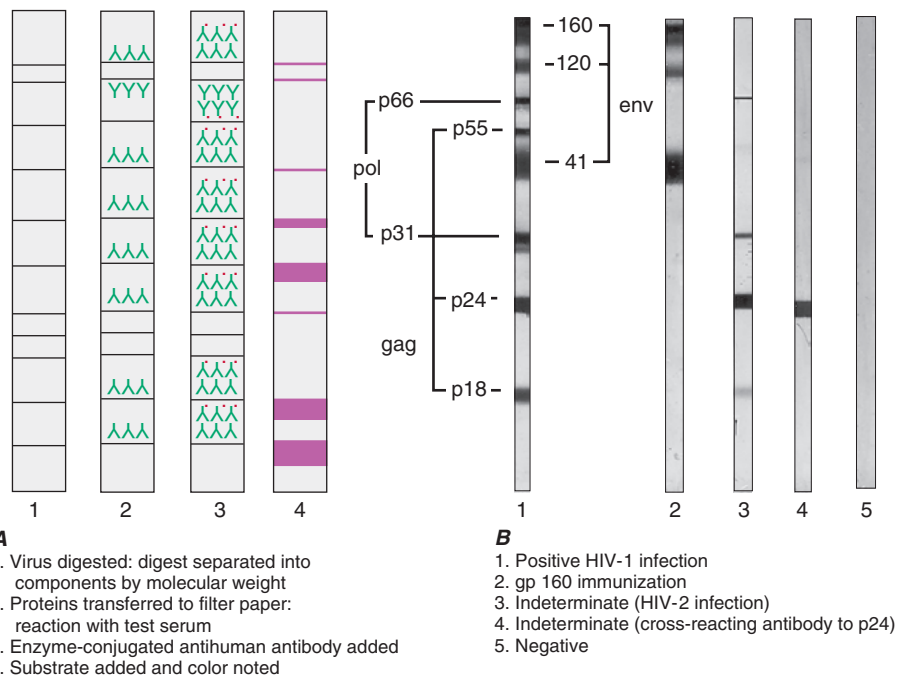 -160
-120
env
p66
p55
41
pol
p31
p24
gag
p18
1 2 3 4
1 2 3 4 5
A
. Virus digested: digest separated into
components by molecular weight
. Proteins transferred to filter paper:
reaction with test serum
. Enzyme-conjugated antihuman antibody added
. Substrate added and color noted
B
1. Positive HIV-1 infection
2. gp 160 immunization
3. Indeterminate (HIV-2 infection)
4. Indeterminate (cross-reacting antibody to p24)
5. Negative